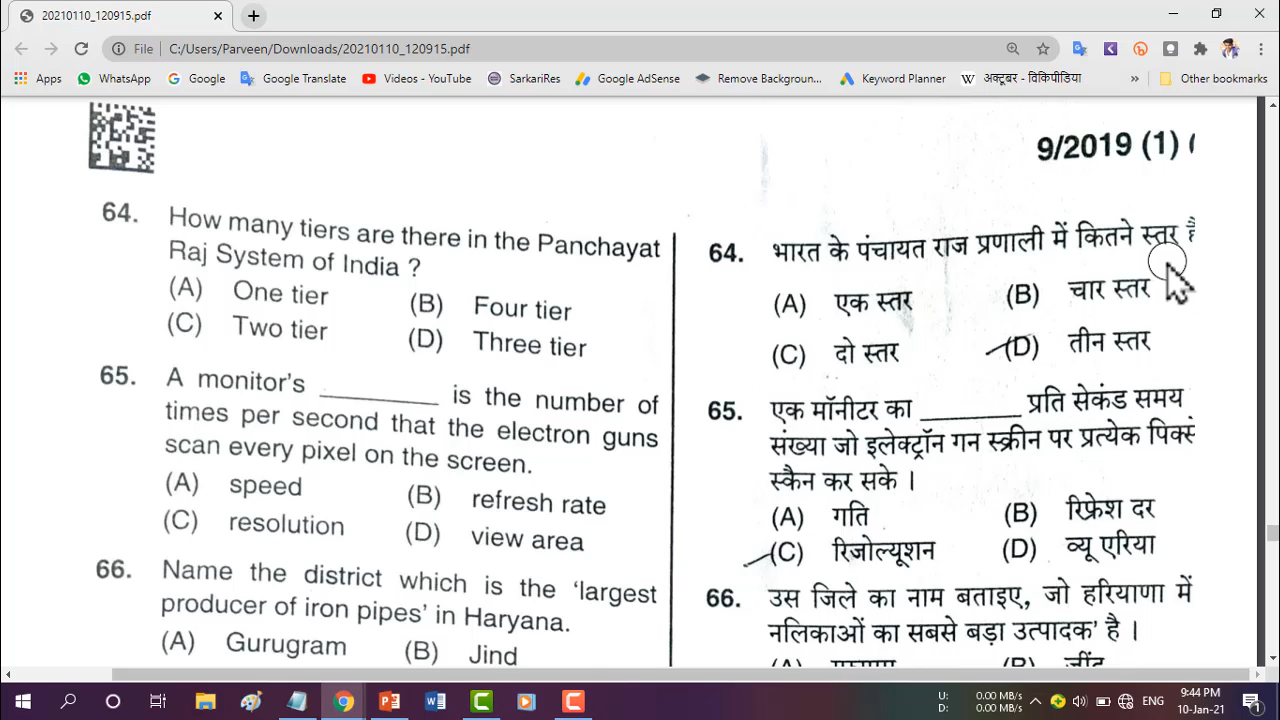 20210110_120915.pdf
File | C:/Users/Parveen/Downloads/20210110_120915.pdf
Apps WhatsApp Google Google Translate Videos - YouTube SarkariRes Google AdSense Remove Backgroun... Keyword Planner W अक्टूबर - विकिपीडिया » Other bookmarks
9/2019 (1) (
64. How many tiers are there in the Panchayat
Raj System of India ?
(A) One tier (B) Four tier
(C) Two tier (D) Three tier
65. A monitor's ________ is the number of
times per second that the electron guns
scan every pixel on the screen.
(A) speed (B) refresh rate
(C) resolution (D) view area
66. Name the district which is the 'largest
producer of iron pipes' in Haryana.
(A) Gurugram (B) Jind
64. भारत के पंचायत राज प्रणाली में कितने स्तर
(A) एक स्तर (B) चार स्तर
(C) दो स्तर (D) तीन स्तर
65. एक मॉनीटर का ________ प्रति सेकंड समय
संख्या जो इलेक्ट्रॉन गन स्क्रीन पर प्रत्येक पिक्से
स्कैन कर सके ।
(A) गति (B) रिफ्रेश दर
(C) रिजोल्यूशन (D) व्यू एरिया
66. उस जिले का नाम बताइए, जो हरियाणा में
नलिकाओं का सबसे बड़ा उत्पादक' है ।
(B) जींद
U: 0.00 MB/s
D: 0.00 MB/s
ENG
9:44 PM
10-Jan-21